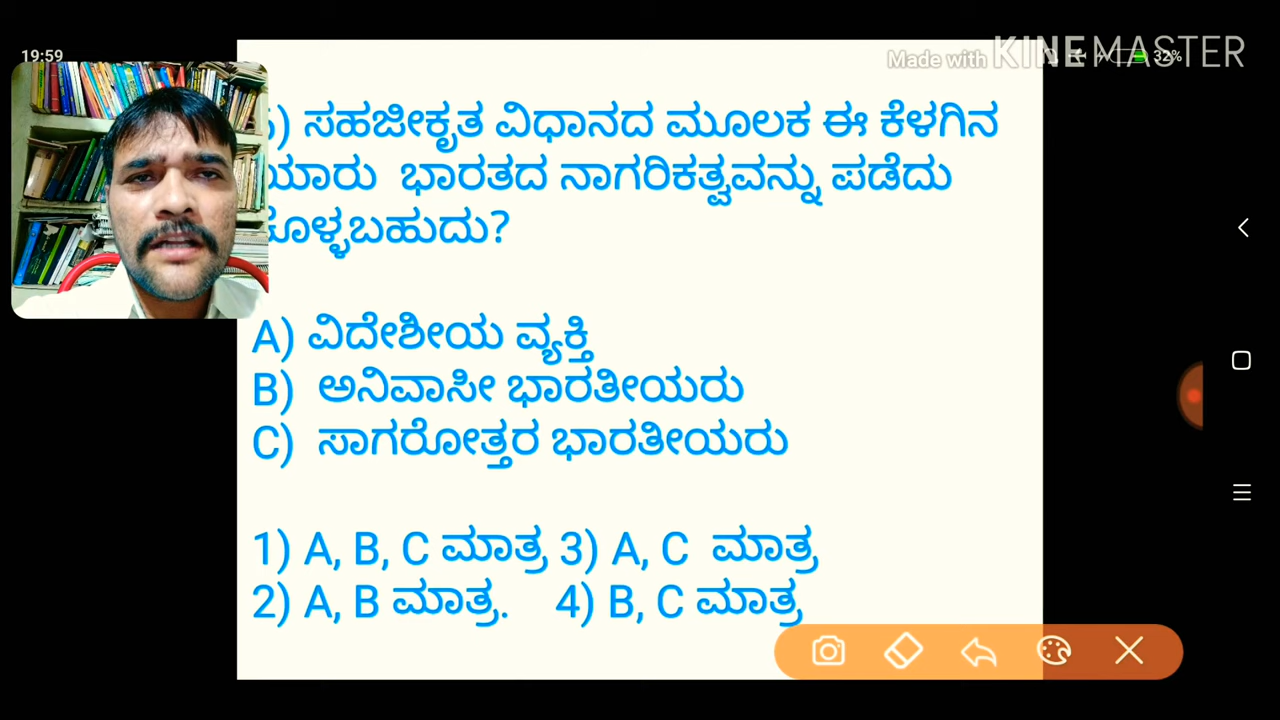 19:59
Made with KINEMASTER
32%
) ಸಹಜೀಕೃತ ವಿಧಾನದ ಮೂಲಕ ಈ ಕೆಳಗಿನ
ಯಾರು ಭಾರತದ ನಾಗರಿಕತ್ವವನ್ನು ಪಡೆದು
ಕೊಳ್ಳಬಹುದು?
A) ವಿದೇಶೀಯ ವ್ಯಕ್ತಿ
B) ಅನಿವಾಸೀ ಭಾರತೀಯರು
C) ಸಾಗರೋತ್ತರ ಭಾರತೀಯರು
1) A, B, C ಮಾತ್ರ 3) A, C ಮಾತ್ರ
2) A, B ಮಾತ್ರ. 4) B, C ಮಾತ್ರ